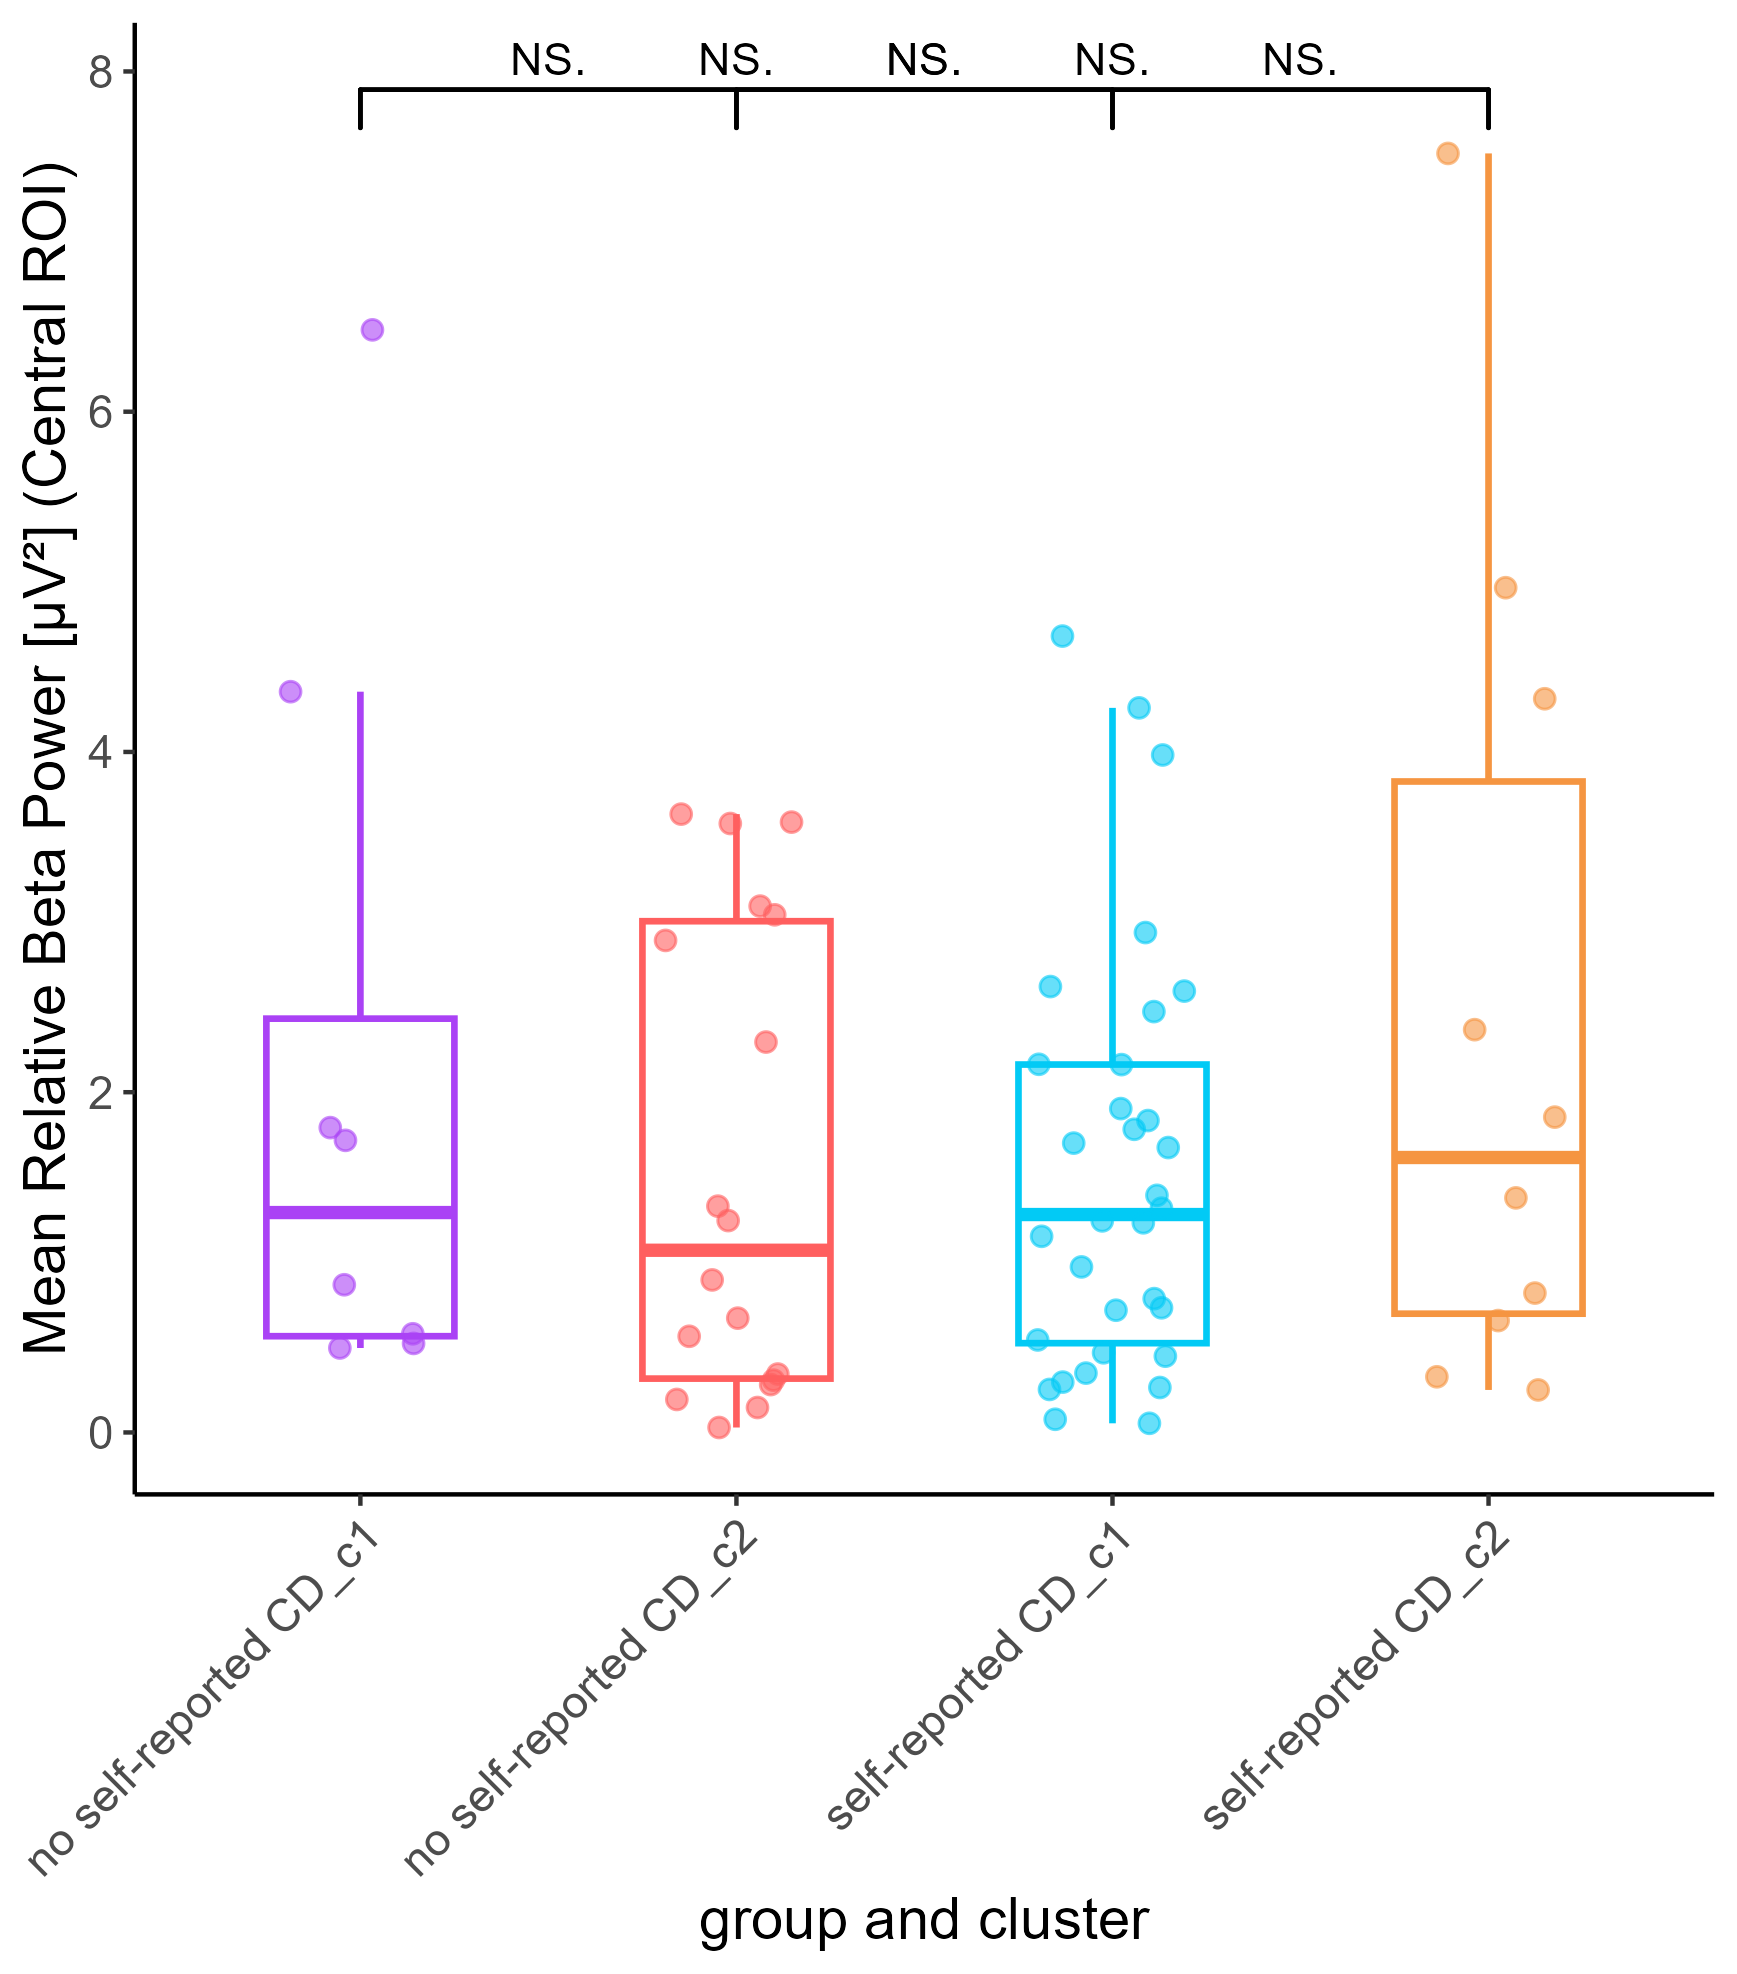 NS. NS. NS. NS. NS.
8
6
4
2
0
Mean Relative Beta Power [µV²] (Central ROI)
no self-reported CD_c1
no self-reported CD_c2
self-reported CD_c1
self-reported CD_c2
group and cluster